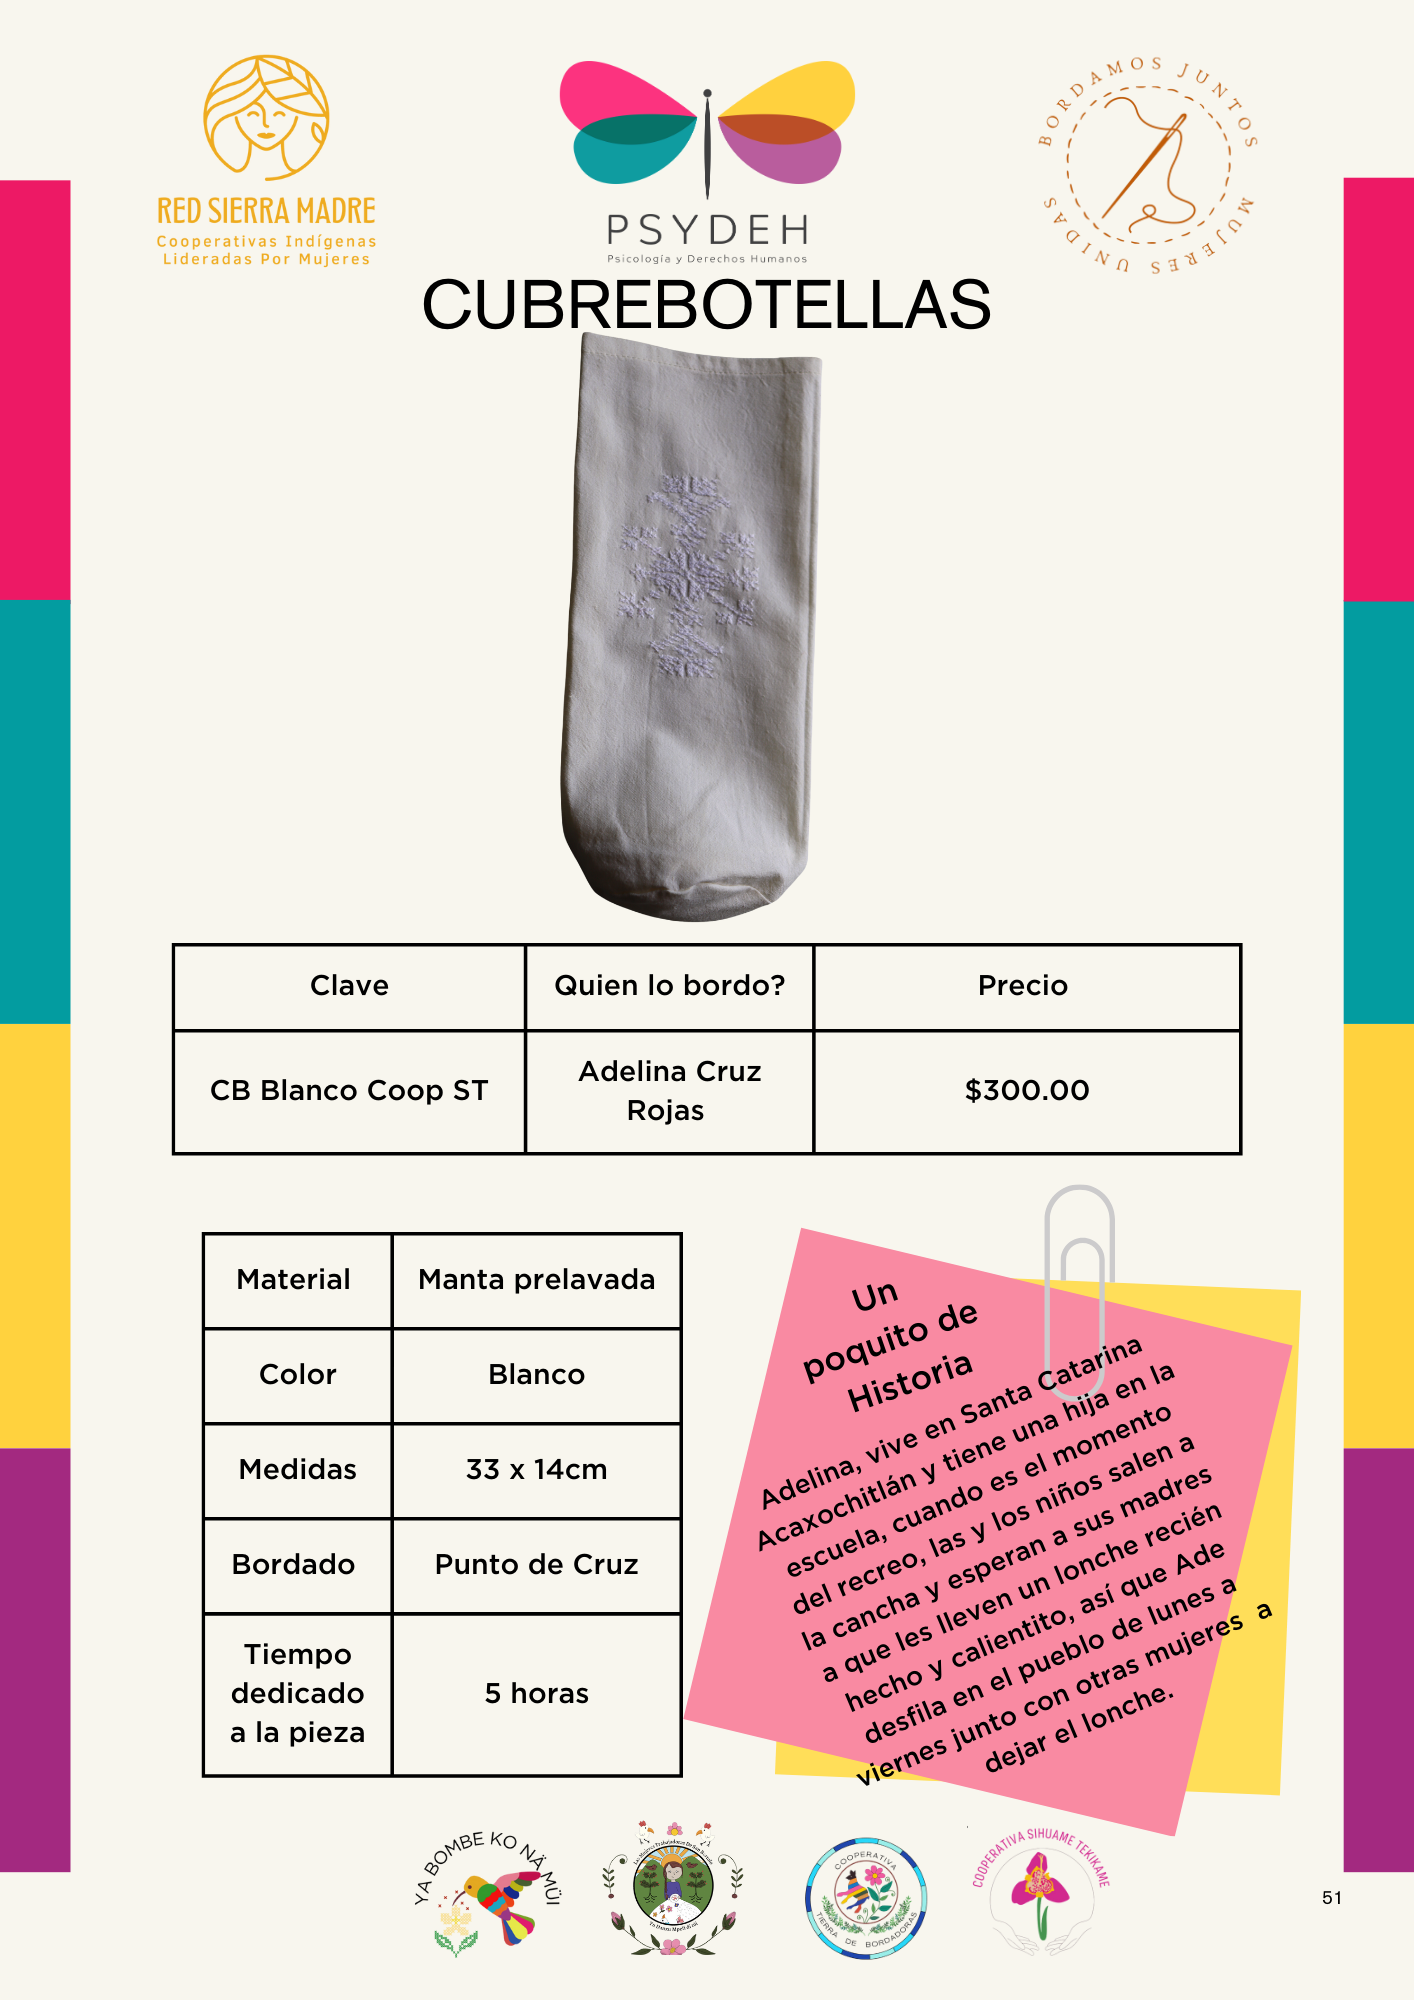 RED SIERRA MADRE
Cooperativas Indígenas
Lideradas Por Mujeres
PSYDEH
Psicología y Derechos Humanos
BORDAMOS JUNTOS
MUJERES UNIDAS
CUBREBOTELLAS
Clave
Quien lo bordo?
Precio
CB Blanco Coop ST
Adelina Cruz
Rojas
$300.00
Material
Manta prelavada
Color
Blanco
Medidas
33 x 14cm
Bordado
Punto de Cruz
Tiempo
dedicado
a la pieza
5 horas
Un
poquito de
Historia
Adelina, vive en Santa Catarina
Acaxochitlán y tiene una hija en la
escuela, cuando es el momento
del recreo, las y los niños salen a
la cancha y esperan a sus madres
a que les lleven un lonche recién
hecho y calientito, así que Ade
desfila en el pueblo de lunes a
viernes junto con otras mujeres a
dejar el lonche.
YA BOMBE KO NÄ MÜI
COOPERATIVA
TIERRA DE BORDADORAS
COOPERATIVA SIHUAME TEKIKAME
51